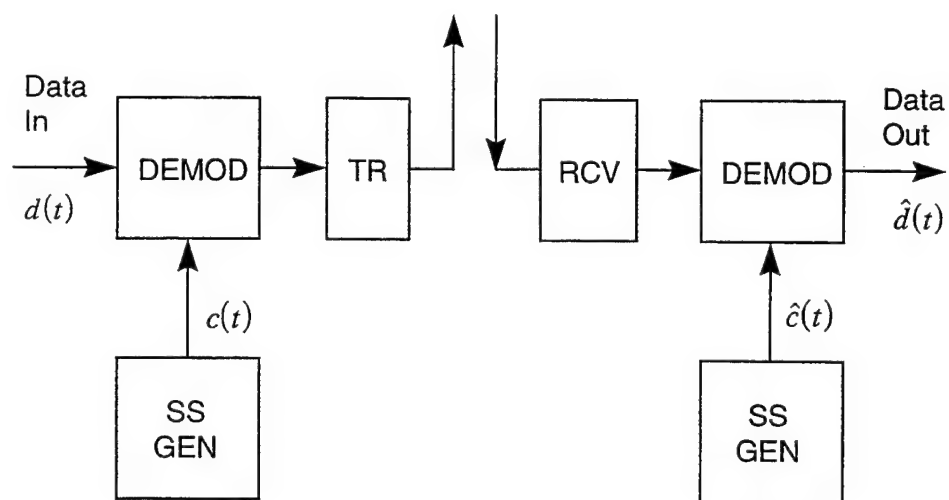 Data
In
d(t)
DEMOD
TR
RCV
DEMOD
Data
Out
d̂(t)
c(t)
ĉ(t)
SS
GEN
SS
GEN